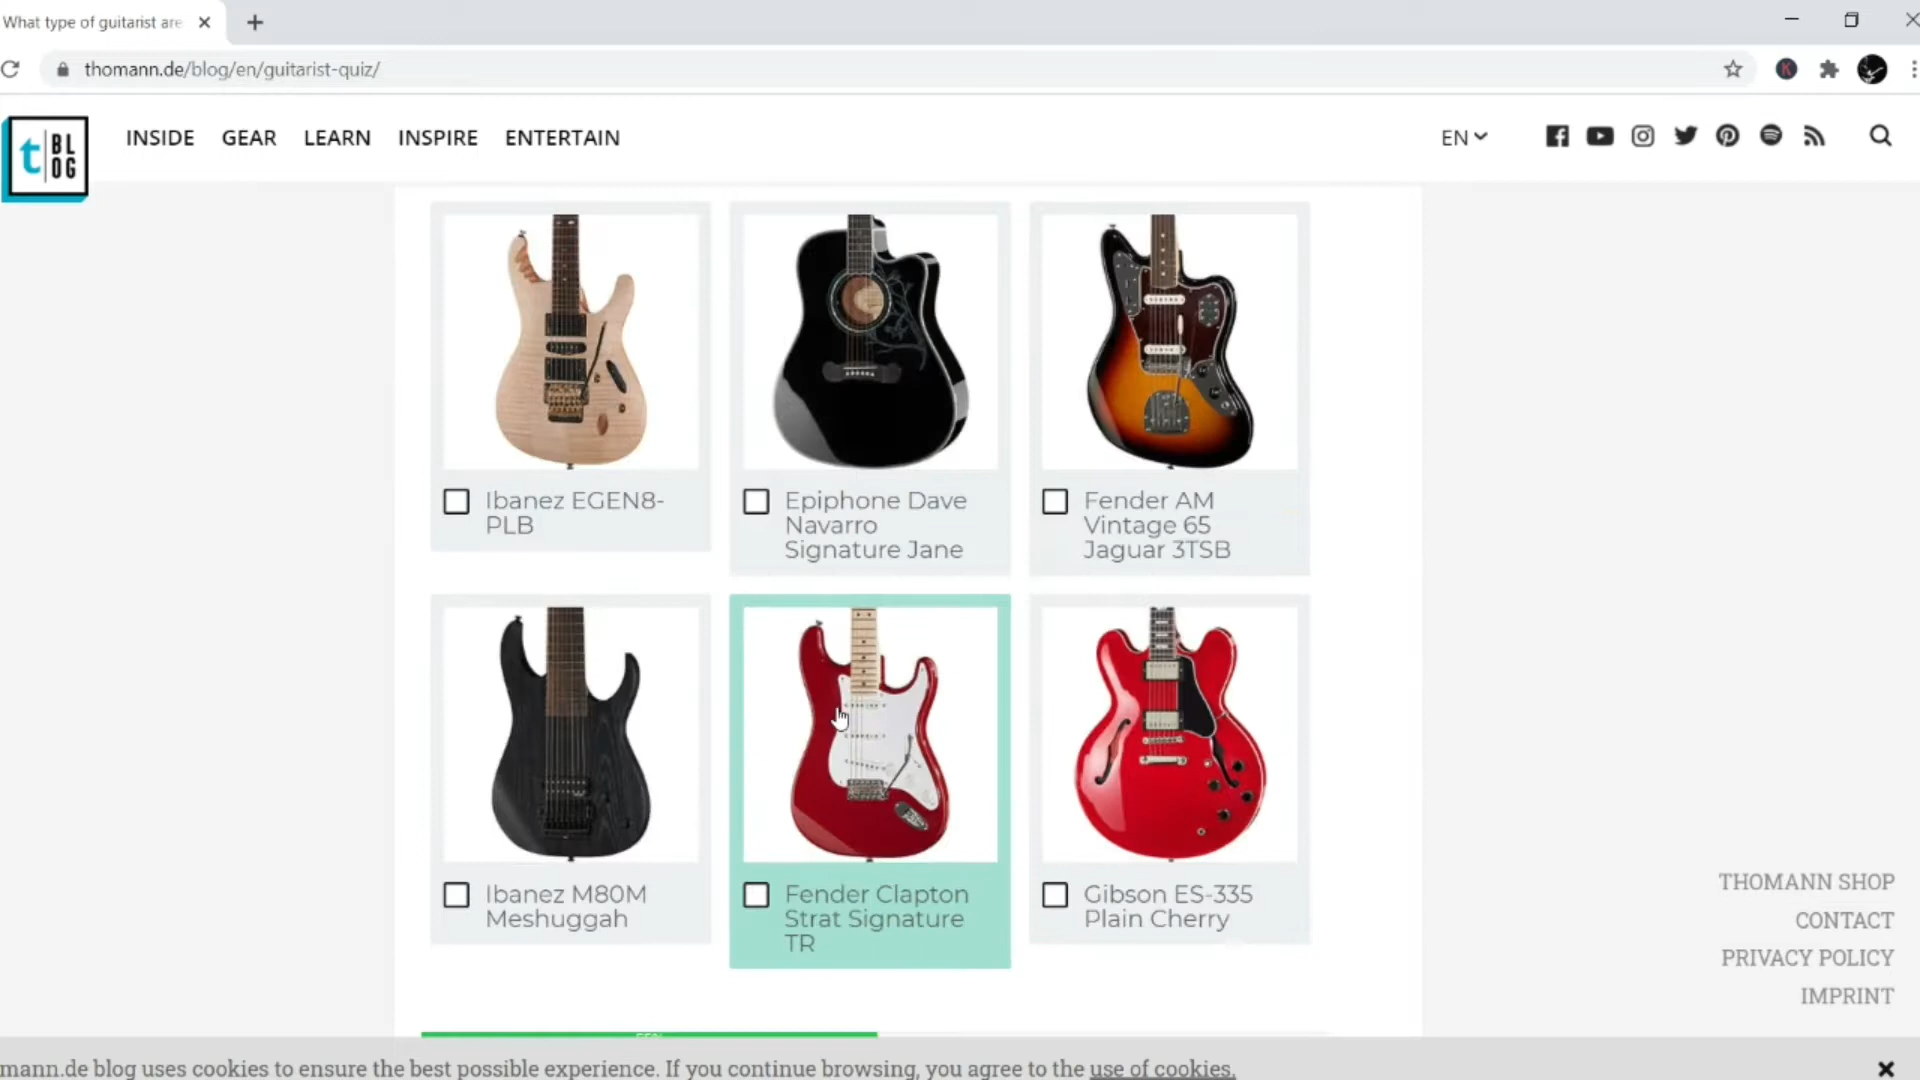 What type of guitarist are
thomann.de/blog/en/guitarist-quiz/
K
t BLOG
INSIDE GEAR LEARN INSPIRE ENTERTAIN EN
Ibanez EGEN8-
PLB
Epiphone Dave
Navarro
Signature Jane
Fender AM
Vintage 65
Jaguar 3TSB
Ibanez M80M
Meshuggah
Fender Clapton
Strat Signature
TR
Gibson ES-335
Plain Cherry
THOMANN SHOP
CONTACT
PRIVACY POLICY
IMPRINT
mann.de blog uses cookies to ensure the best possible experience. If you continue browsing, you agree to the use of cookies.